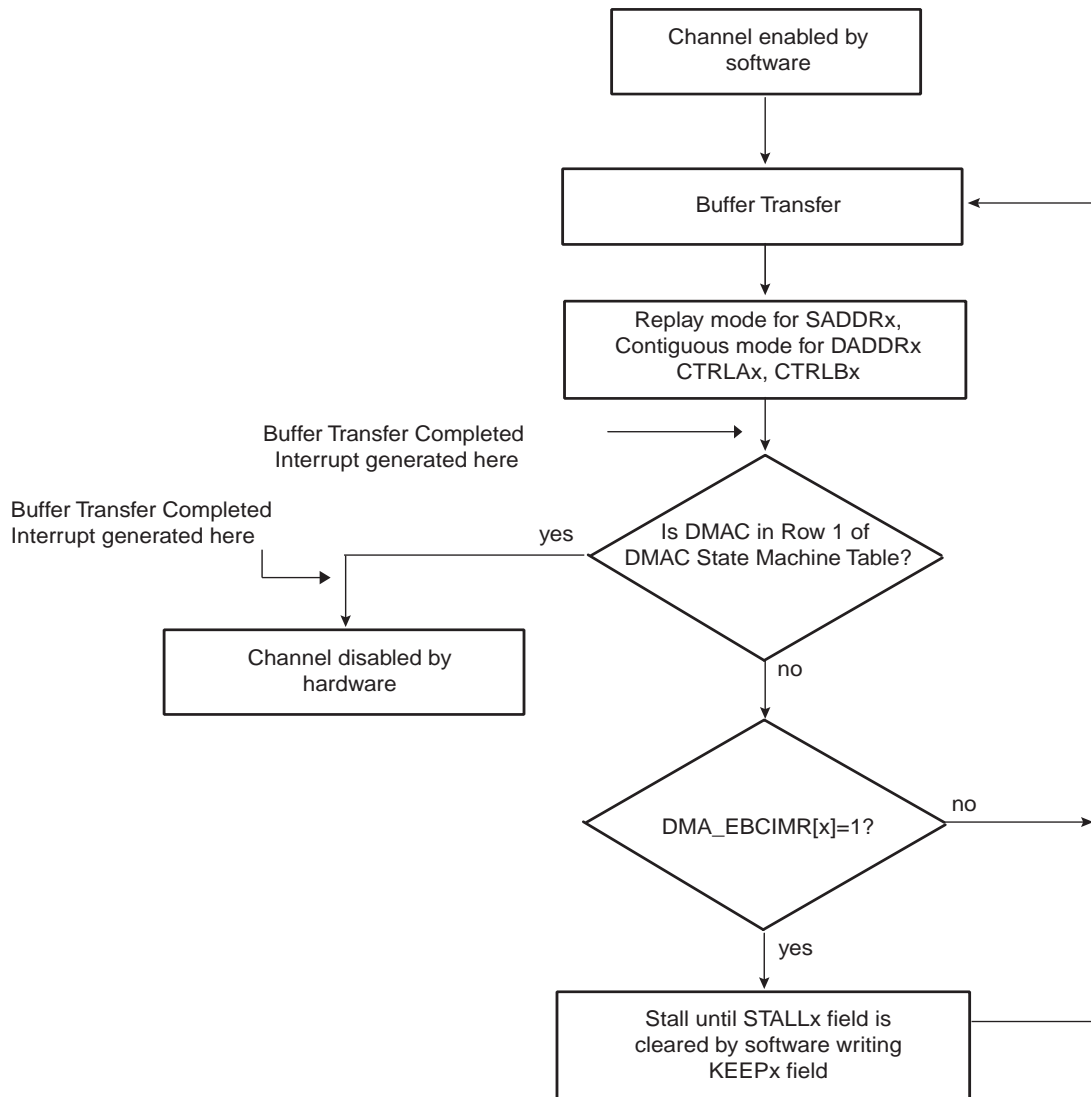 Channel enabled by
software
Buffer Transfer
Replay mode for SADDRx,
Contiguous mode for DADDRx
CTRLAx, CTRLBx
Buffer Transfer Completed
Interrupt generated here
Buffer Transfer Completed
Interrupt generated here
yes
Is DMAC in Row 1 of
DMAC State Machine Table?
Channel disabled by
hardware
no
DMA_EBCIMR[x]=1?
no
yes
Stall until STALLx field is
cleared by software writing
KEEPx field